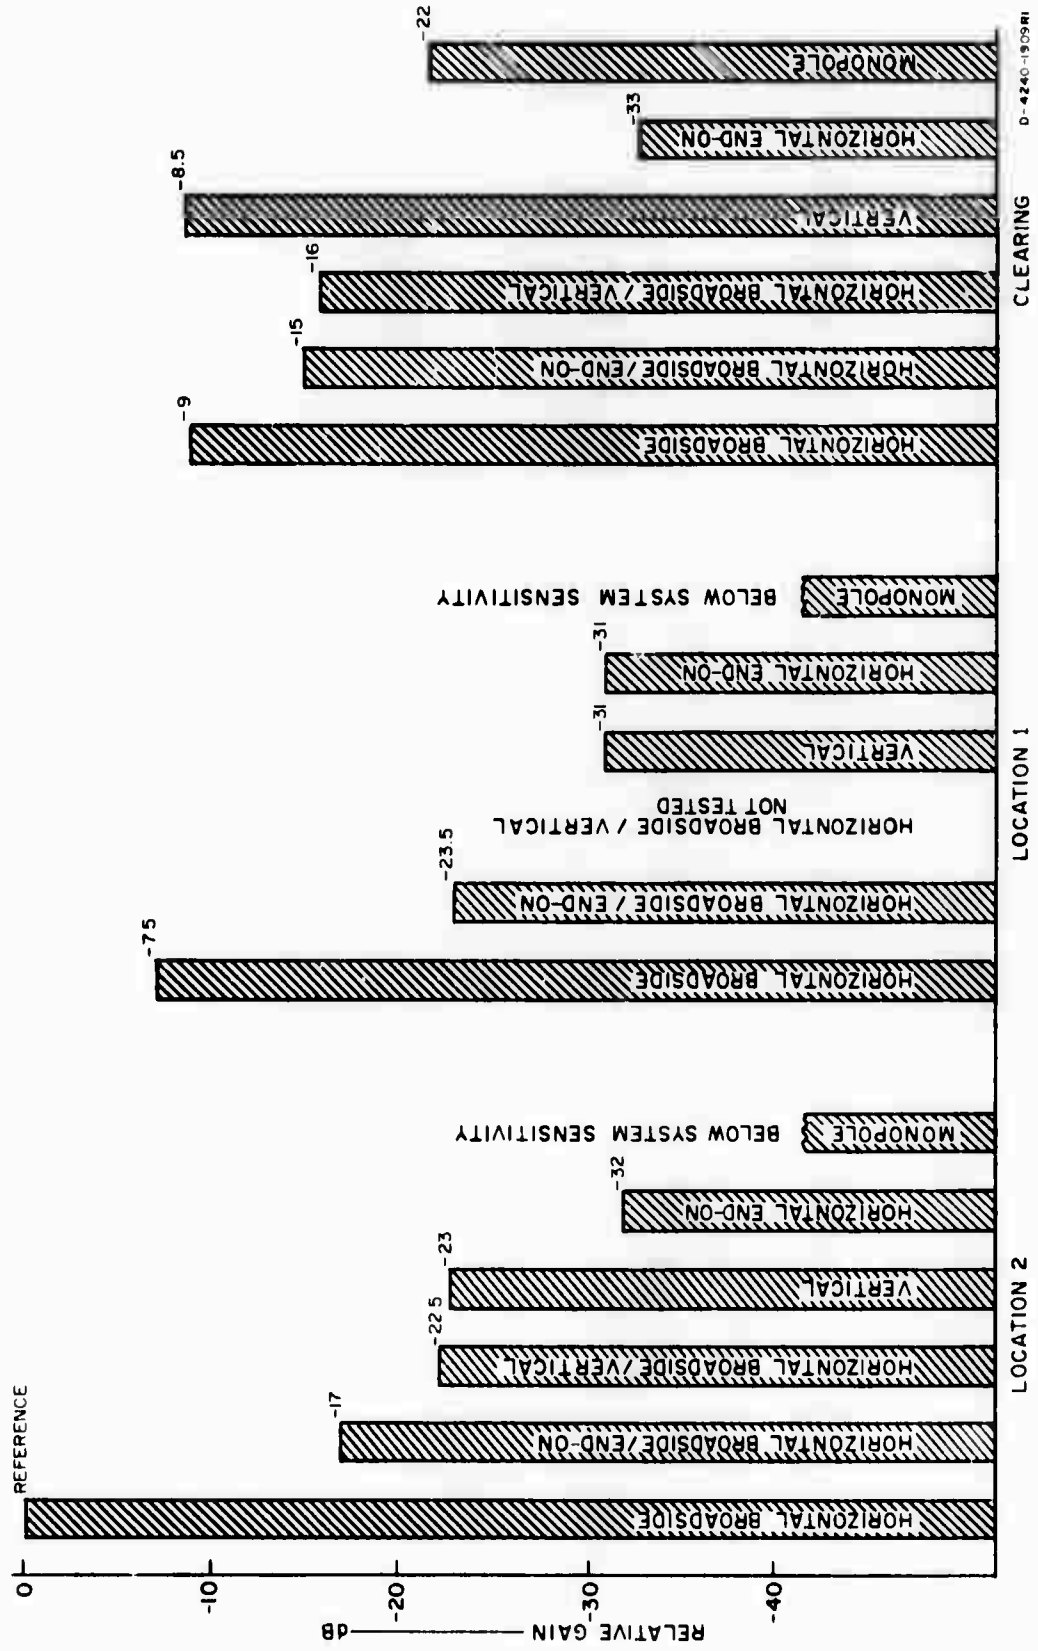 RELATIVE GAIN — dB
0
-10
-20
-30
-40
REFERENCE
HORIZONTAL BROADSIDE
-17
HORIZONTAL BROADSIDE/END-ON
-22 5
HORIZONTAL BROADSIDE/VERTICAL
-23
VERTICAL
-32
HORIZONTAL END-ON
BELOW SYSTEM SENSITIVITY
MONOPOLE
LOCATION 2
-7 5
HORIZONTAL BROADSIDE
-23.5
HORIZONTAL BROADSIDE / END-ON
HORIZONTAL BROADSIDE / VERTICAL
NOT TESTED
-31
VERTICAL
-31
HORIZONTAL END-ON
BELOW SYSTEM SENSITIVITY
MONOPOLE
LOCATION 1
-9
HORIZONTAL BROADSIDE
-15
HORIZONTAL BROADSIDE/END-ON
-16
HORIZONTAL BROADSIDE / VERTICAL
-8.5
VERTICAL
-33
HORIZONTAL END-ON
-22
MONOPOLE
CLEARING
D-4240-1909RI